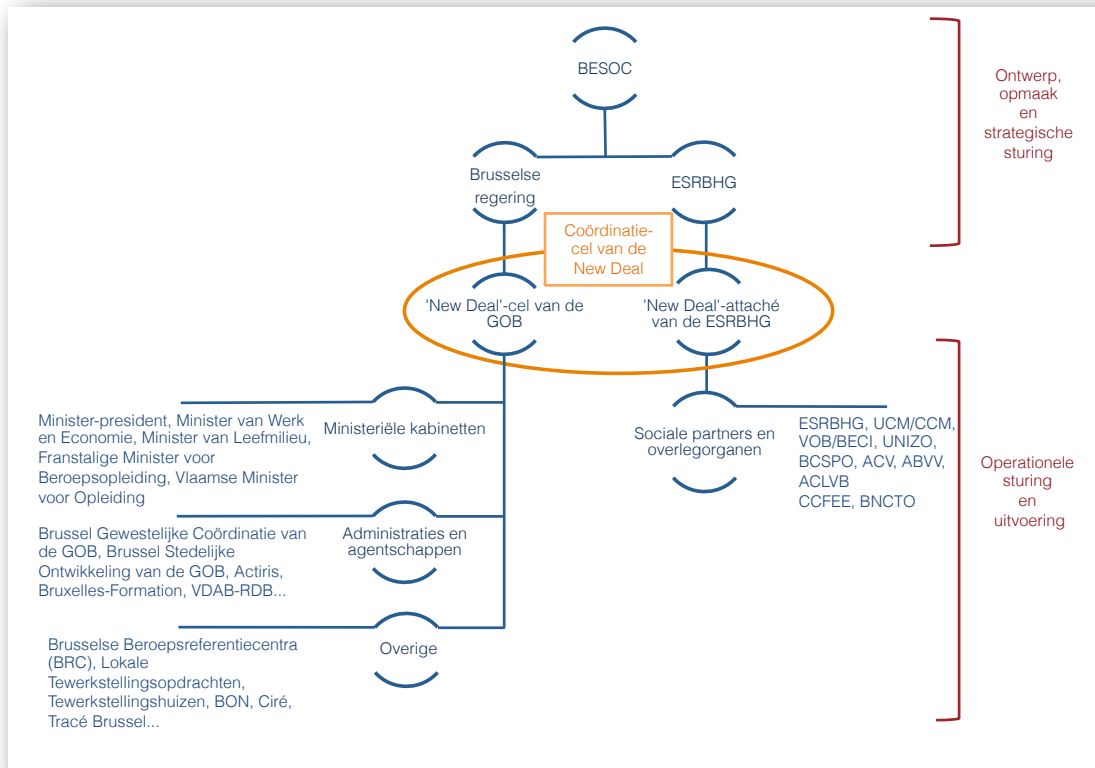 BESOC
Ontwerp,
opmaak
en
strategische
sturing
Brusselse
regering
ESRBHG
Coördinatie-
cel van de
New Deal
'New Deal'-cel van de
GOB
'New Deal'-attaché
van de ESRBHG
Minister-president, Minister van Werk
en Economie, Minister van Leefmilieu,
Franstalige Minister voor
Beroepsopleiding, Vlaamse Minister
voor Opleiding
Ministeriële kabinetten
Sociale partners en
overlegorganen
ESRBHG, UCM/CCM,
VOB/BECI, UNIZO,
BCSPO, ACV, ABVV,
ACLVB
CCFEE, BNCTO
Operationele
sturing
en
uitvoering
Brussel Gewestelijke Coördinatie van
de GOB, Brussel Stedelijke
Ontwikkeling van de GOB, Actiris,
Bruxelles-Formation, VDAB-RDB...
Administraties en
agentschappen
Brusselse Beroepsreferentiecentra
(BRC), Lokale
Tewerkstellingsopdrachten,
Tewerkstellingshuizen, BON, Ciré,
Tracé Brussel...
Overige